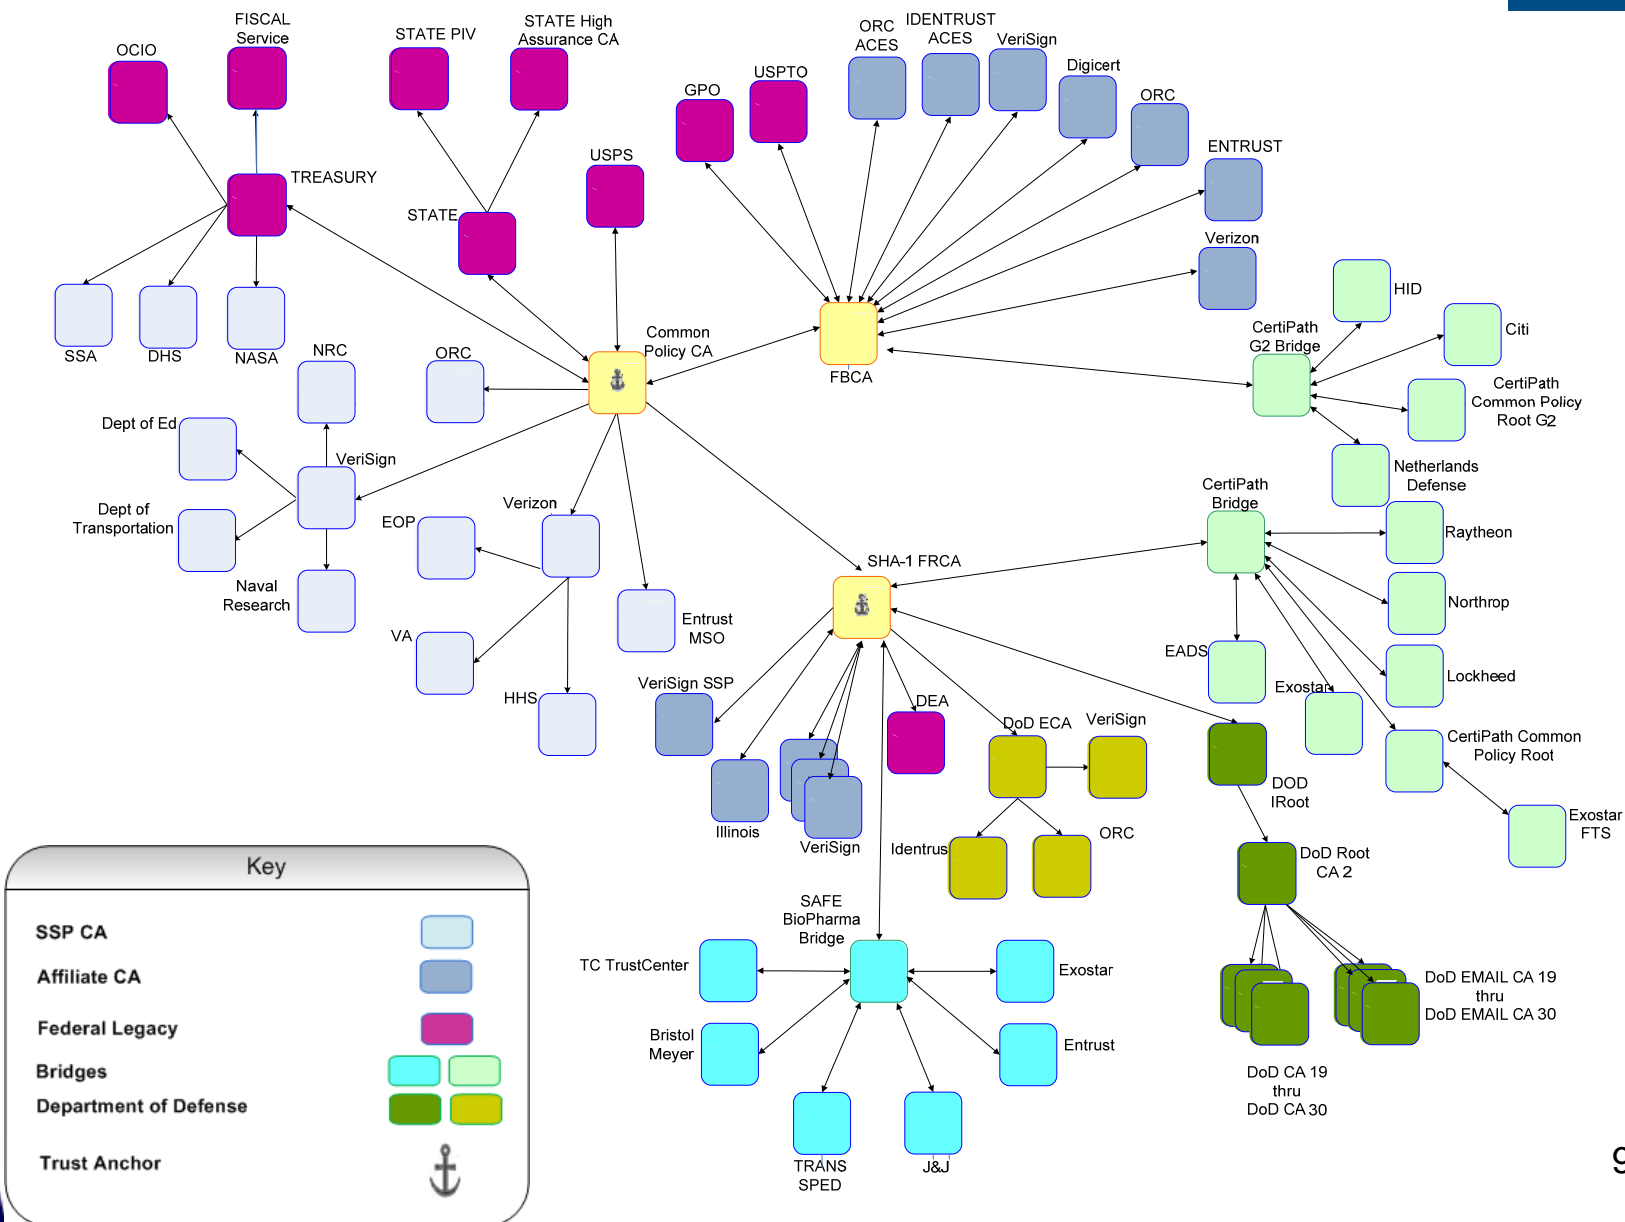 FISCAL
Service
OCIO
STATE PIV
STATE High
Assurance CA
ORC
ACES
IDENTRUST
ACES
VeriSign
Digicert
ORC
USPTO
GPO
ENTRUST
Verizon
TREASURY
STATE
USPS
SSA
DHS
NASA
NRC
ORC
Common
Policy CA
FBCA
HID
CertiPath
G2 Bridge
Citi
CertiPath
Common Policy
Root G2
Netherlands
Defense
Dept of Ed
VeriSign
Dept of
Transportation
Naval
Research
EOP
Verizon
VA
HHS
Entrust
MSO
SHA-1 FRCA
CertiPath
Bridge
Raytheon
Northrop
Lockheed
EADS
Exostar
CertiPath Common
Policy Root
Exostar
FTS
VeriSign SSP
Illinois
VeriSign
DEA
DoD ECA
VeriSign
Identrus
ORC
DOD
IRoot
DoD Root
CA 2
DoD EMAIL CA 19
thru
DoD EMAIL CA 30
DoD CA 19
thru
DoD CA 30
SAFE
BioPharma
Bridge
TC TrustCenter
Exostar
Bristol
Meyer
Entrust
TRANS
SPED
J&J
Key
SSP CA
Affiliate CA
Federal Legacy
Bridges
Department of Defense
Trust Anchor
9